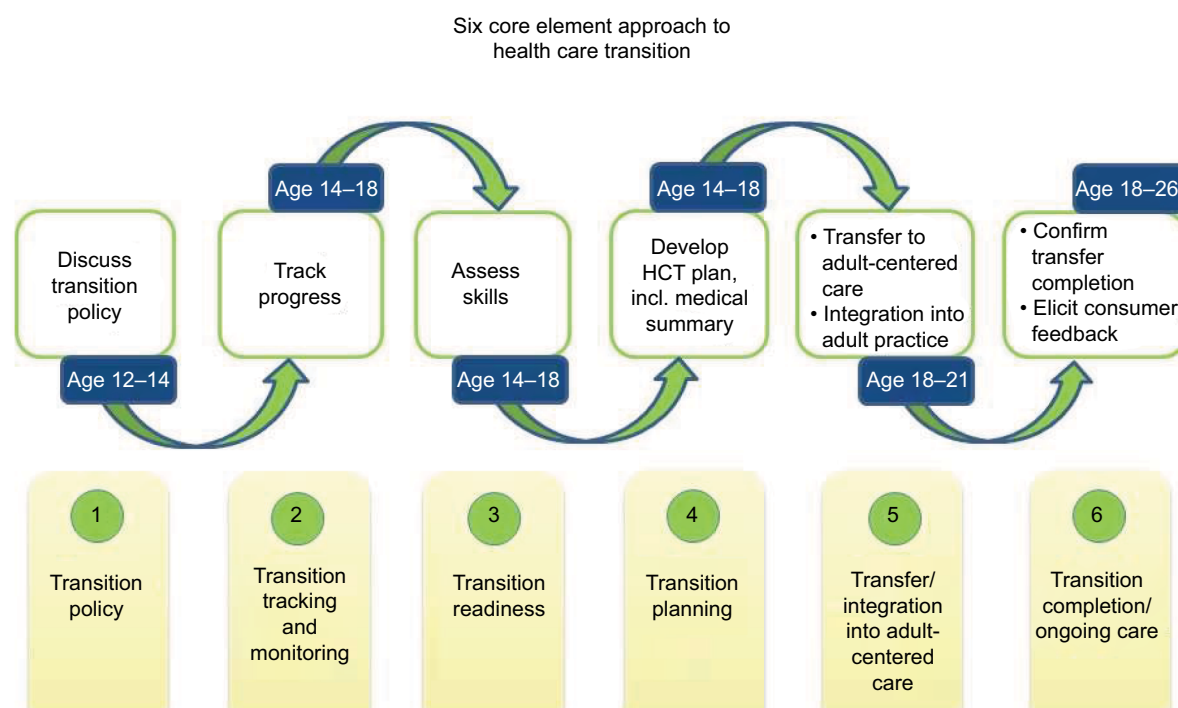 Six core element approach to
health care transition
Age 14–18
Age 14–18
Age 18–26
Discuss
transition
policy
Track
progress
Assess
skills
Develop
HCT plan,
incl. medical
summary
• Transfer to
adult-centered
care
• Integration into
adult practice
• Confirm
transfer
completion
• Elicit consumer
feedback
Age 12–14
Age 14–18
Age 18–21
1
Transition
policy
2
Transition
tracking
and
monitoring
3
Transition
readiness
4
Transition
planning
5
Transfer/
integration
into adult-
centered
care
6
Transition
completion/
ongoing care